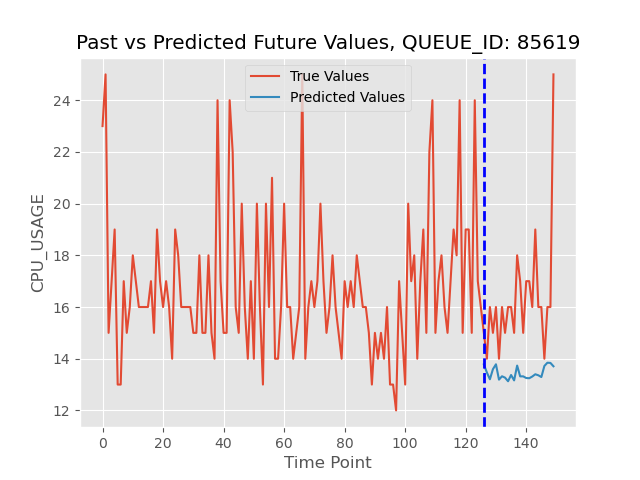 Past vs Predicted Future Values, QUEUE_ID: 85619
True Values
Predicted Values
CPU_USAGE
24
22
20
18
16
14
12
0 20 40 60 80 100 120 140
Time Point